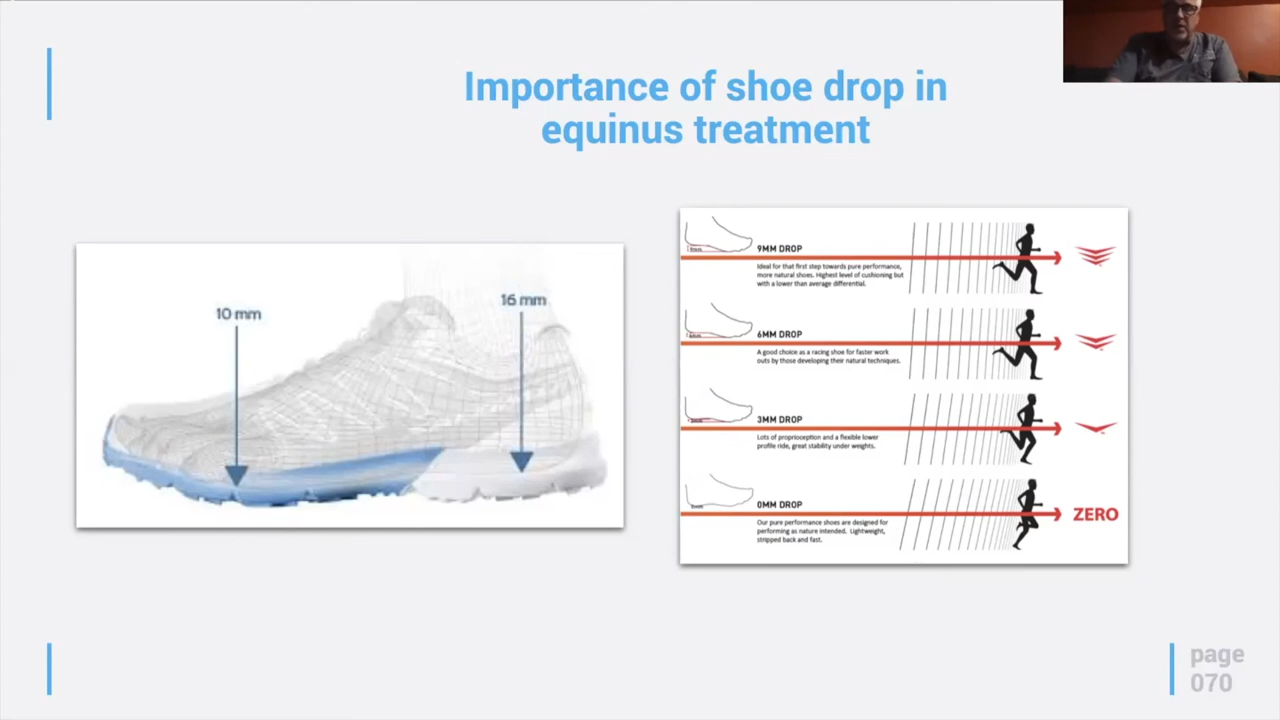 Importance of shoe drop in
equinus treatment
10 mm
16 mm
9MM DROP
Ideal for that first step towards pure performance,
more natural shoes. Highest level of cushioning but
with a lower than average differential.
6MM DROP
A good choice as a racing shoe for faster work
outs by those developing their natural techniques.
3MM DROP
Lots of proprioception and a flexible lower
profile ride, great stability under weights.
0MM DROP
Our pure performance shoes are designed for
performing as nature intended. Lightweight,
stripped back and fast.
ZERO
page
070